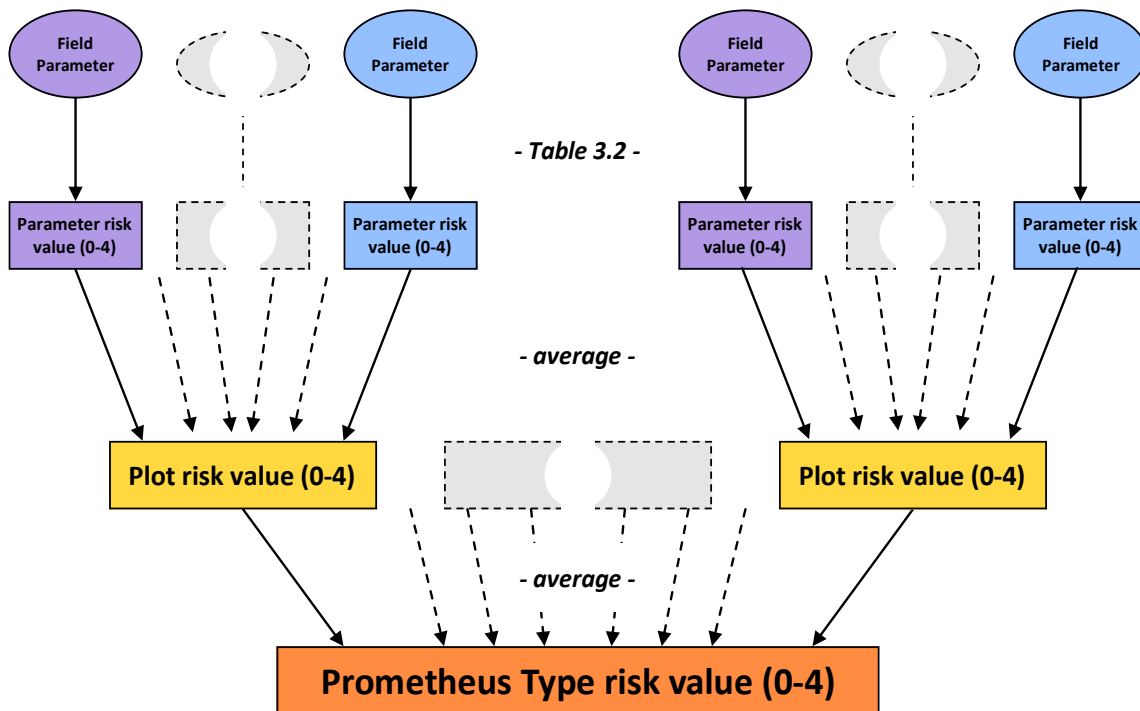 Field
Parameter
Field
Parameter
Field
Parameter
Field
Parameter
- Table 3.2 -
Parameter risk
value (0-4)
Parameter risk
value (0-4)
Parameter risk
value (0-4)
Parameter risk
value (0-4)
- average -
Plot risk value (0-4)
Plot risk value (0-4)
- average -
Prometheus Type risk value (0-4)